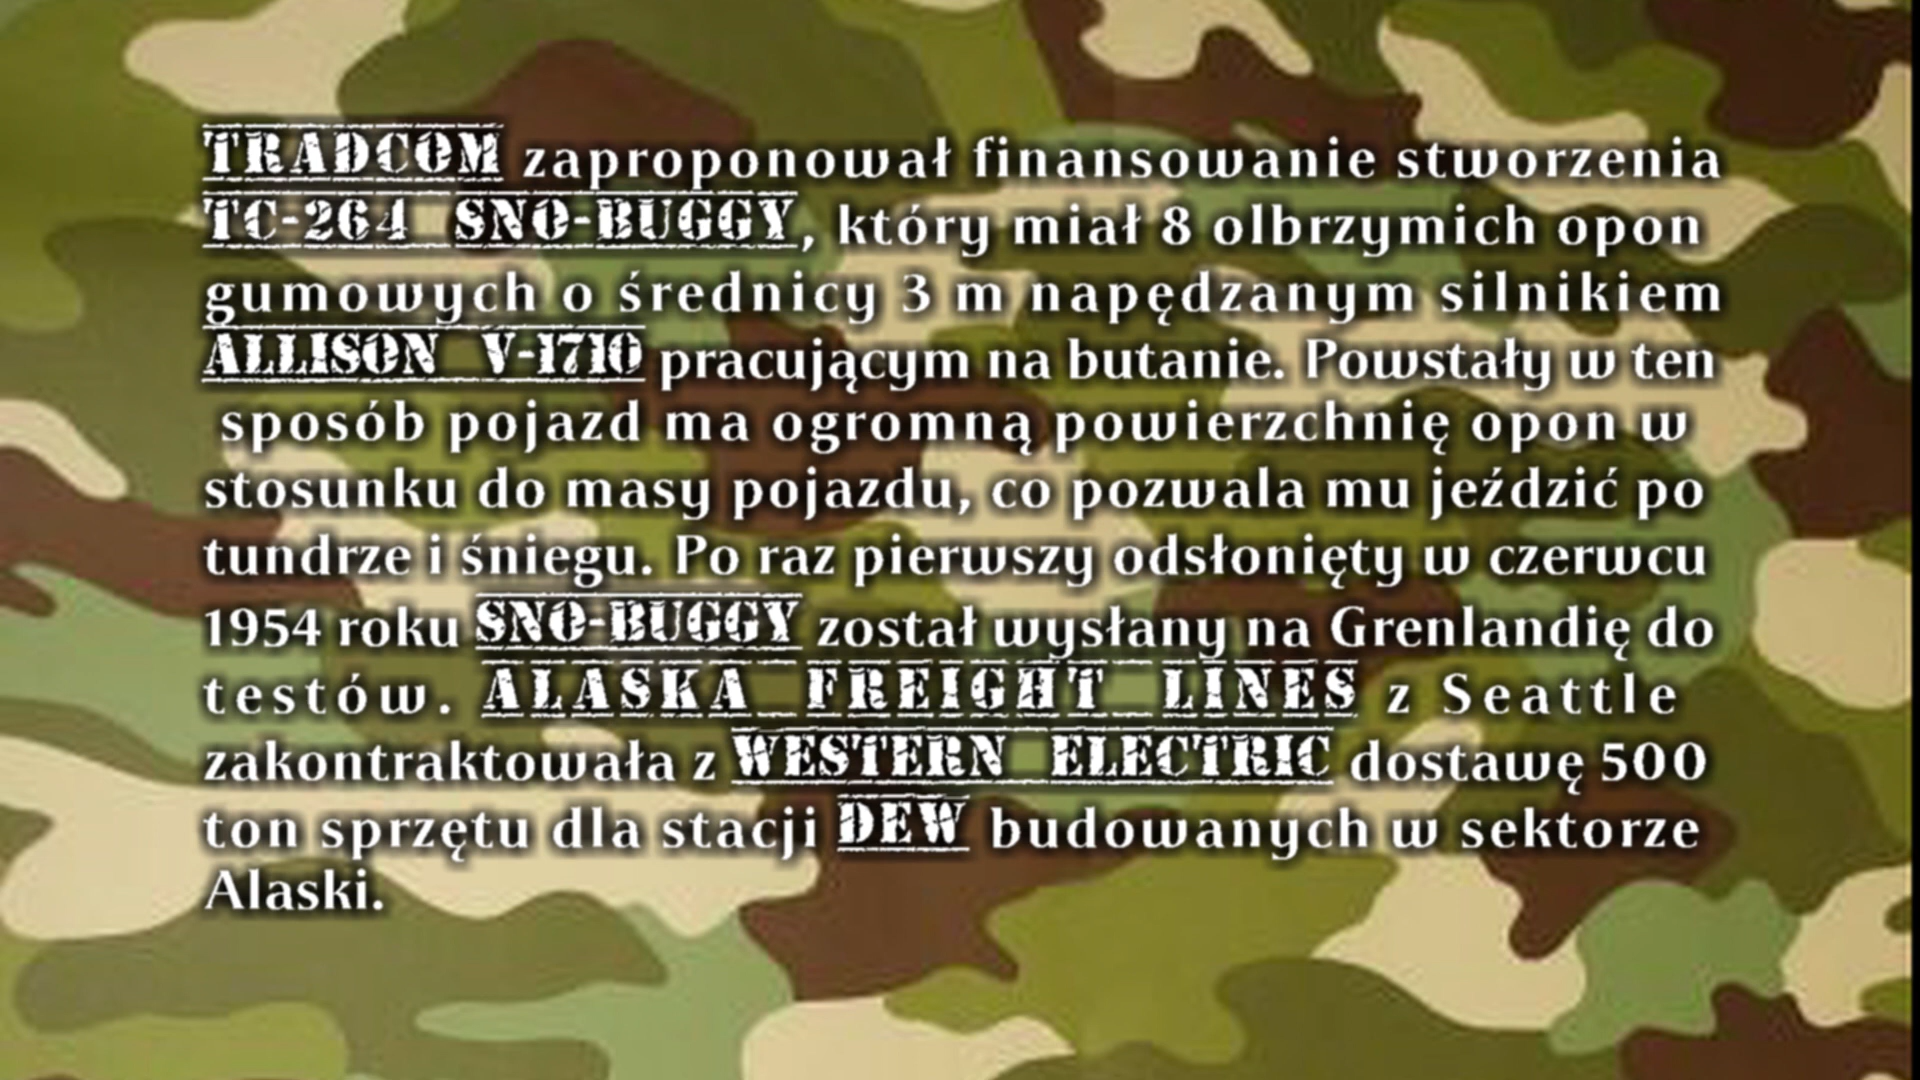 TRADCOM zaproponował finansowanie stworzenia
TC-264 SNO-BUGGY, który miał 8 olbrzymich opon
gumowych o średnicy 3 m napędzanym silnikiem
ALLISON V-1710 pracującym na butanie. Powstały w ten
sposób pojazd ma ogromną powierzchnię opon w
stosunku do masy pojazdu, co pozwala mu jeździć po
tundrze i śniegu. Po raz pierwszy odsłonięty w czerwcu
1954 roku SNO-BUGGY został wysłany na Grenlandię do
testów. ALASKA FREIGHT LINES z Seattle
zakontraktowała z WESTERN ELECTRIC dostawę 500
ton sprzętu dla stacji DEW budowanych w sektorze
Alaski.